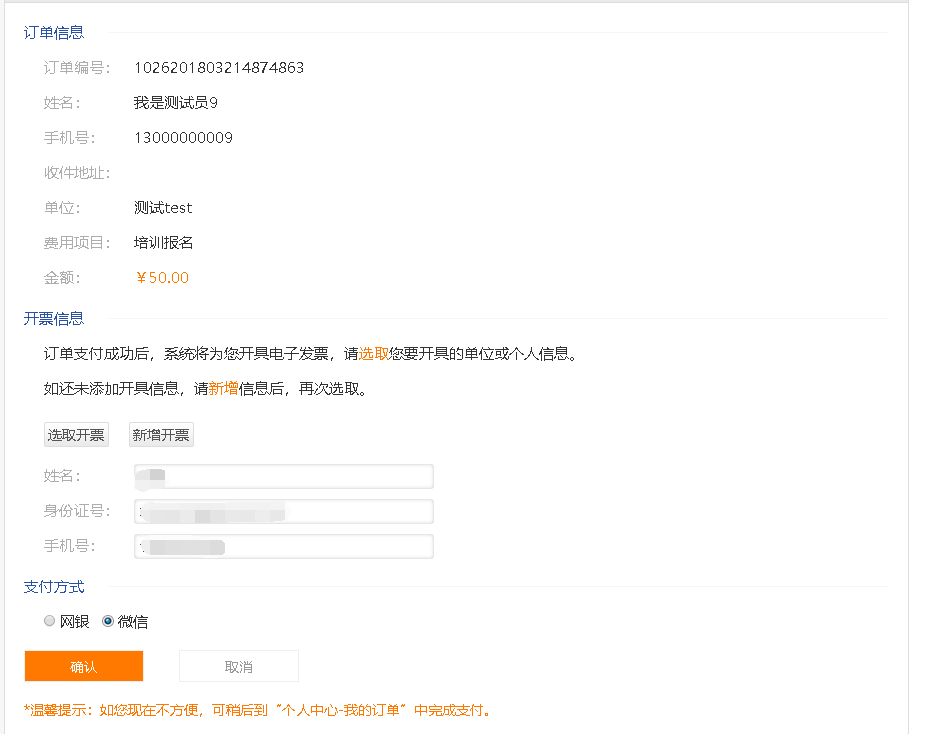 订单信息
订单编号： 1026201803214874863
姓名： 我是测试员9
手机号： 13000000009
收件地址：
单位： 测试test
费用项目： 培训报名
金额： ￥50.00
开票信息
订单支付成功后，系统将为您开具电子发票，请选取您要开具的单位或个人信息。
如还未添加开具信息，请新增信息后，再次选取。
选取开票 新增开票
姓名：
身份证号：
手机号：
支付方式
网银 微信
确认 取消
*温馨提示：如您现在不方便，可稍后到“个人中心-我的订单”中完成支付。